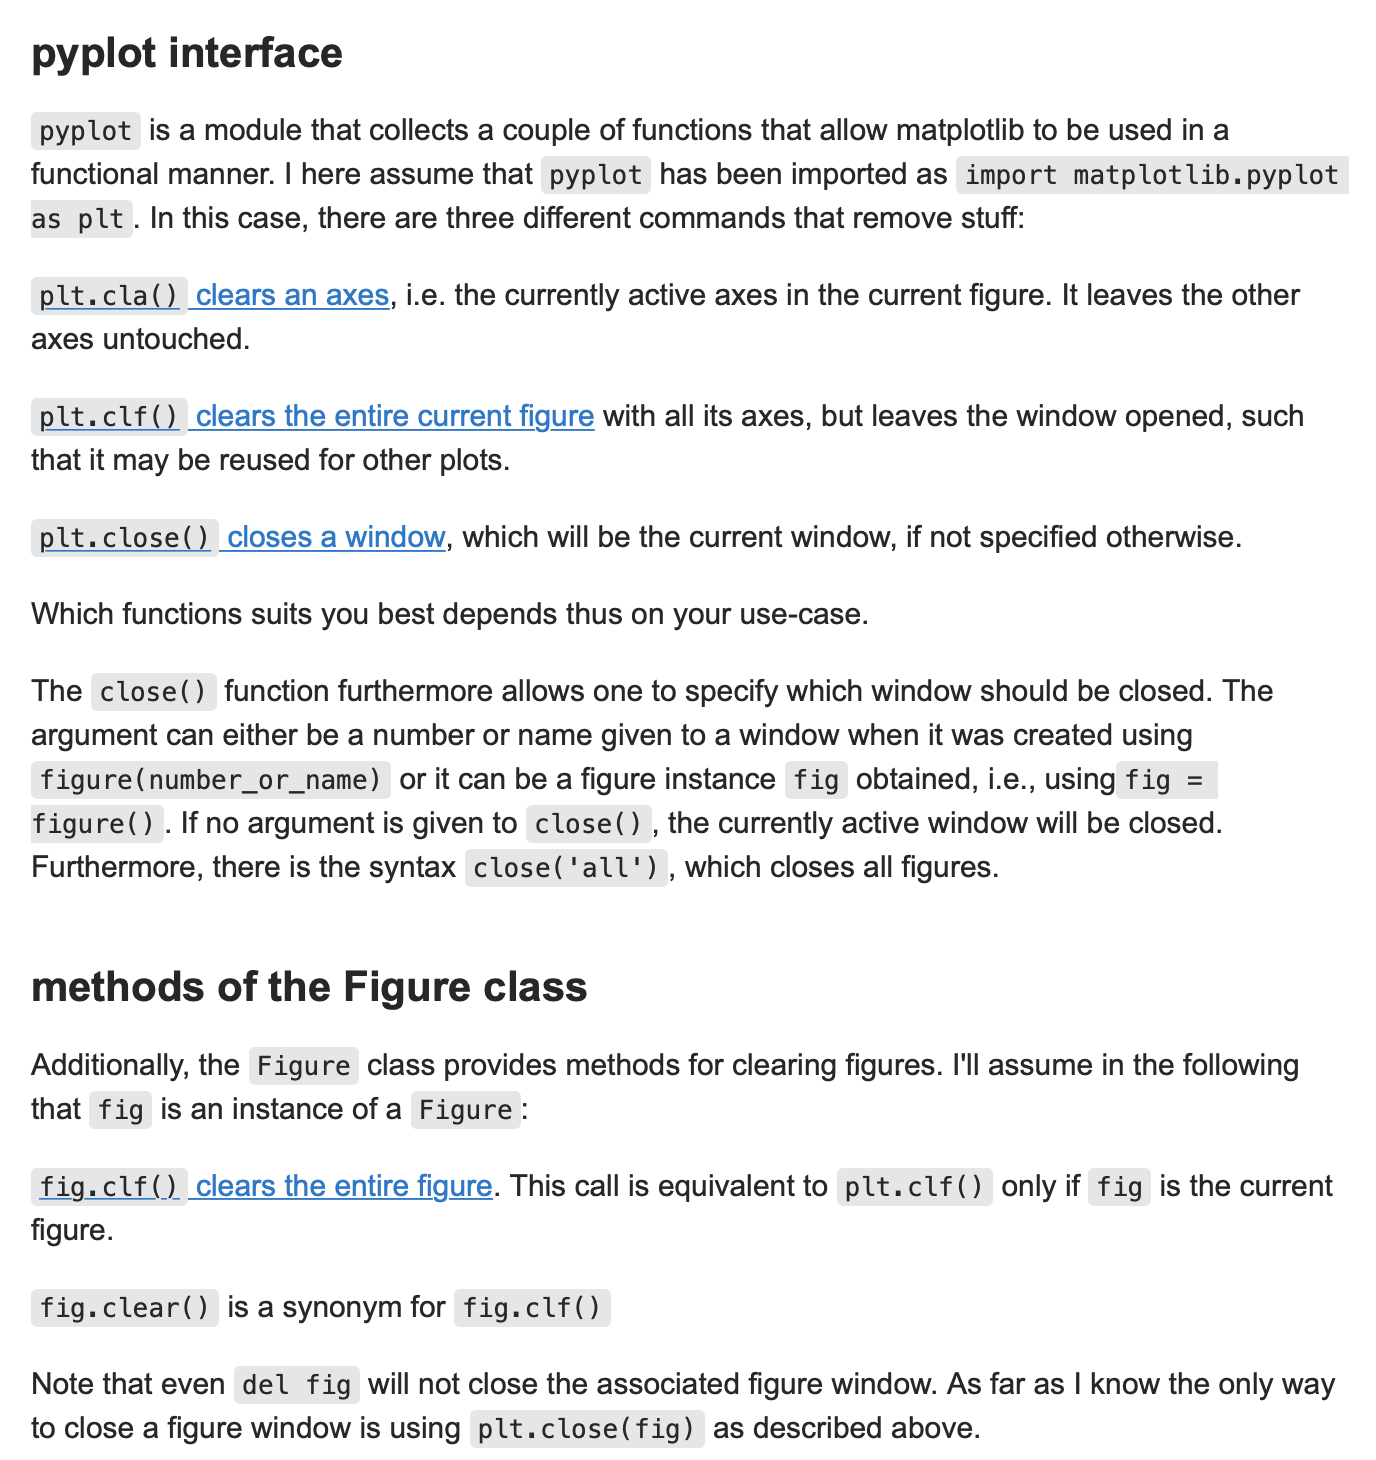 pyplot interface
pyplot is a module that collects a couple of functions that allow matplotlib to be used in a
functional manner. I here assume that pyplot has been imported as import matplotlib.pyplot
as plt. In this case, there are three different commands that remove stuff:
plt.cla() clears an axes, i.e. the currently active axes in the current figure. It leaves the other
axes untouched.
plt.clf() clears the entire current figure with all its axes, but leaves the window opened, such
that it may be reused for other plots.
plt.close() closes a window, which will be the current window, if not specified otherwise.
Which functions suits you best depends thus on your use-case.
The close() function furthermore allows one to specify which window should be closed. The
argument can either be a number or name given to a window when it was created using
figure(number_or_name) or it can be a figure instance fig obtained, i.e., using fig =
figure(). If no argument is given to close(), the currently active window will be closed.
Furthermore, there is the syntax close('all'), which closes all figures.
methods of the Figure class
Additionally, the Figure class provides methods for clearing figures. I'll assume in the following
that fig is an instance of a Figure:
fig.clf() clears the entire figure. This call is equivalent to plt.clf() only if fig is the current
figure.
fig.clear() is a synonym for fig.clf()
Note that even del fig will not close the associated figure window. As far as I know the only way
to close a figure window is using plt.close(fig) as described above.